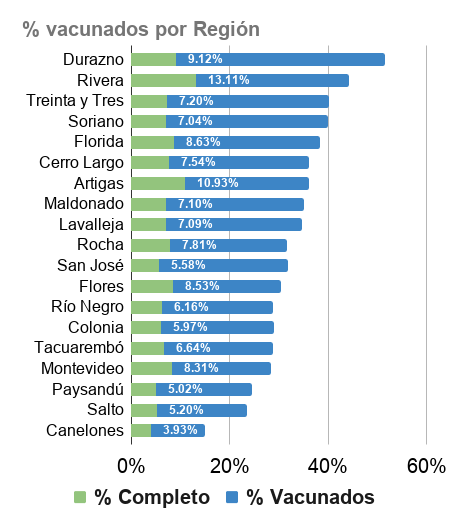 % vacunados por Región
Durazno 9.12%
Rivera 13.11%
Treinta y Tres 7.20%
Soriano 7.04%
Florida 8.63%
Cerro Largo 7.54%
Artigas 10.93%
Maldonado 7.10%
Lavalleja 7.09%
Rocha 7.81%
San José 5.58%
Flores 8.53%
Río Negro 6.16%
Colonia 5.97%
Tacuarembó 6.64%
Montevideo 8.31%
Paysandú 5.02%
Salto 5.20%
Canelones 3.93%
0% 20% 40% 60%
% Completo % Vacunados